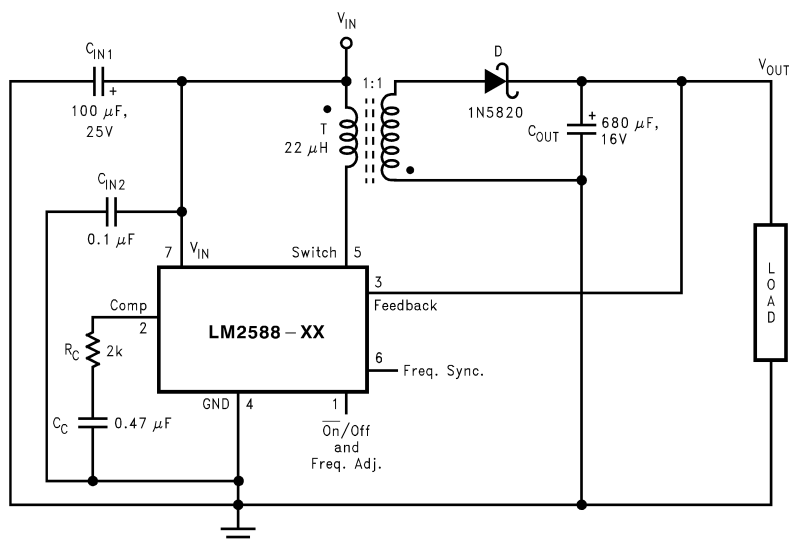 V_IN
C_IN1
+
100 μF,
25V
1:1
T
22 μH
D
1N5820
V_OUT
C_OUT
+
680 μF,
16V
C_IN2
0.1 μF
7
V_IN
Switch
5
3
Feedback
LOAD
Comp
2
LM2588-XX
R_C
2k
6
Freq. Sync.
C_C
0.47 μF
GND
4
1
O̅n̅/Off
and
Freq. Adj.